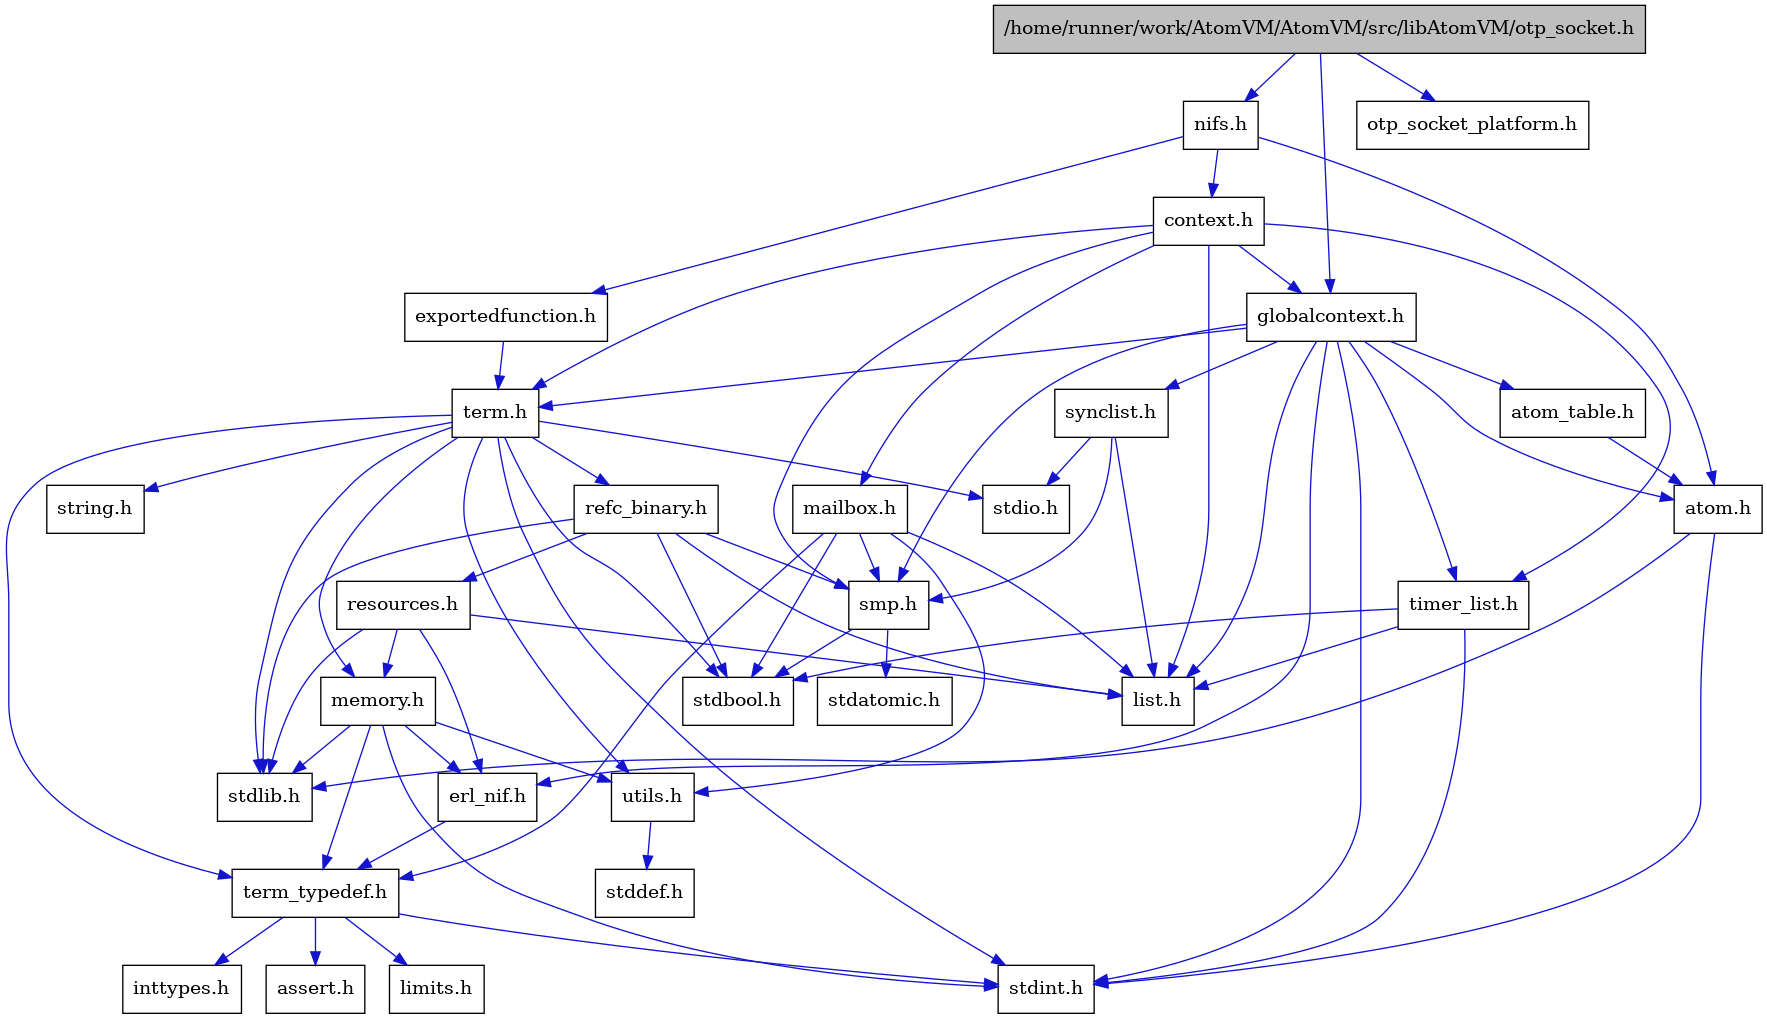 /home/runner/work/AtomVM/AtomVM/src/libAtomVM/otp_socket.h
nifs.h
otp_socket_platform.h
context.h
exportedfunction.h
globalcontext.h
term.h
synclist.h
atom_table.h
string.h
refc_binary.h
mailbox.h
stdio.h
atom.h
resources.h
smp.h
timer_list.h
memory.h
stdbool.h
stdatomic.h
list.h
stdlib.h
erl_nif.h
utils.h
term_typedef.h
stddef.h
inttypes.h
assert.h
limits.h
stdint.h